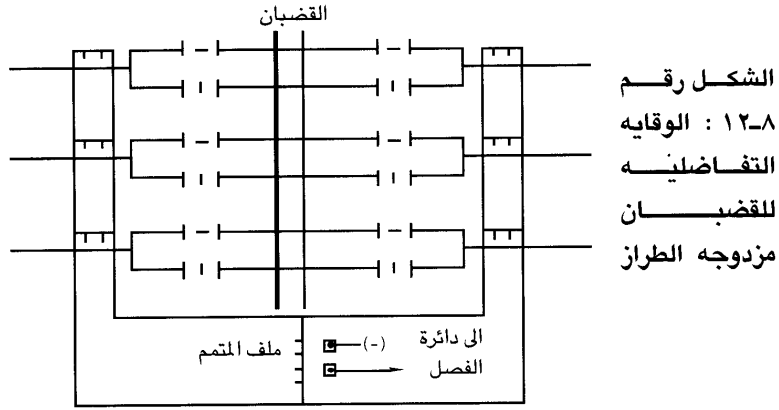 القضبان
الشكل رقم
٨-١٢ : الوقايه
التفاضليه
للقضبان
مزدوجه الطراز
ملف المتمم
(-) الى دائرة
الفصل